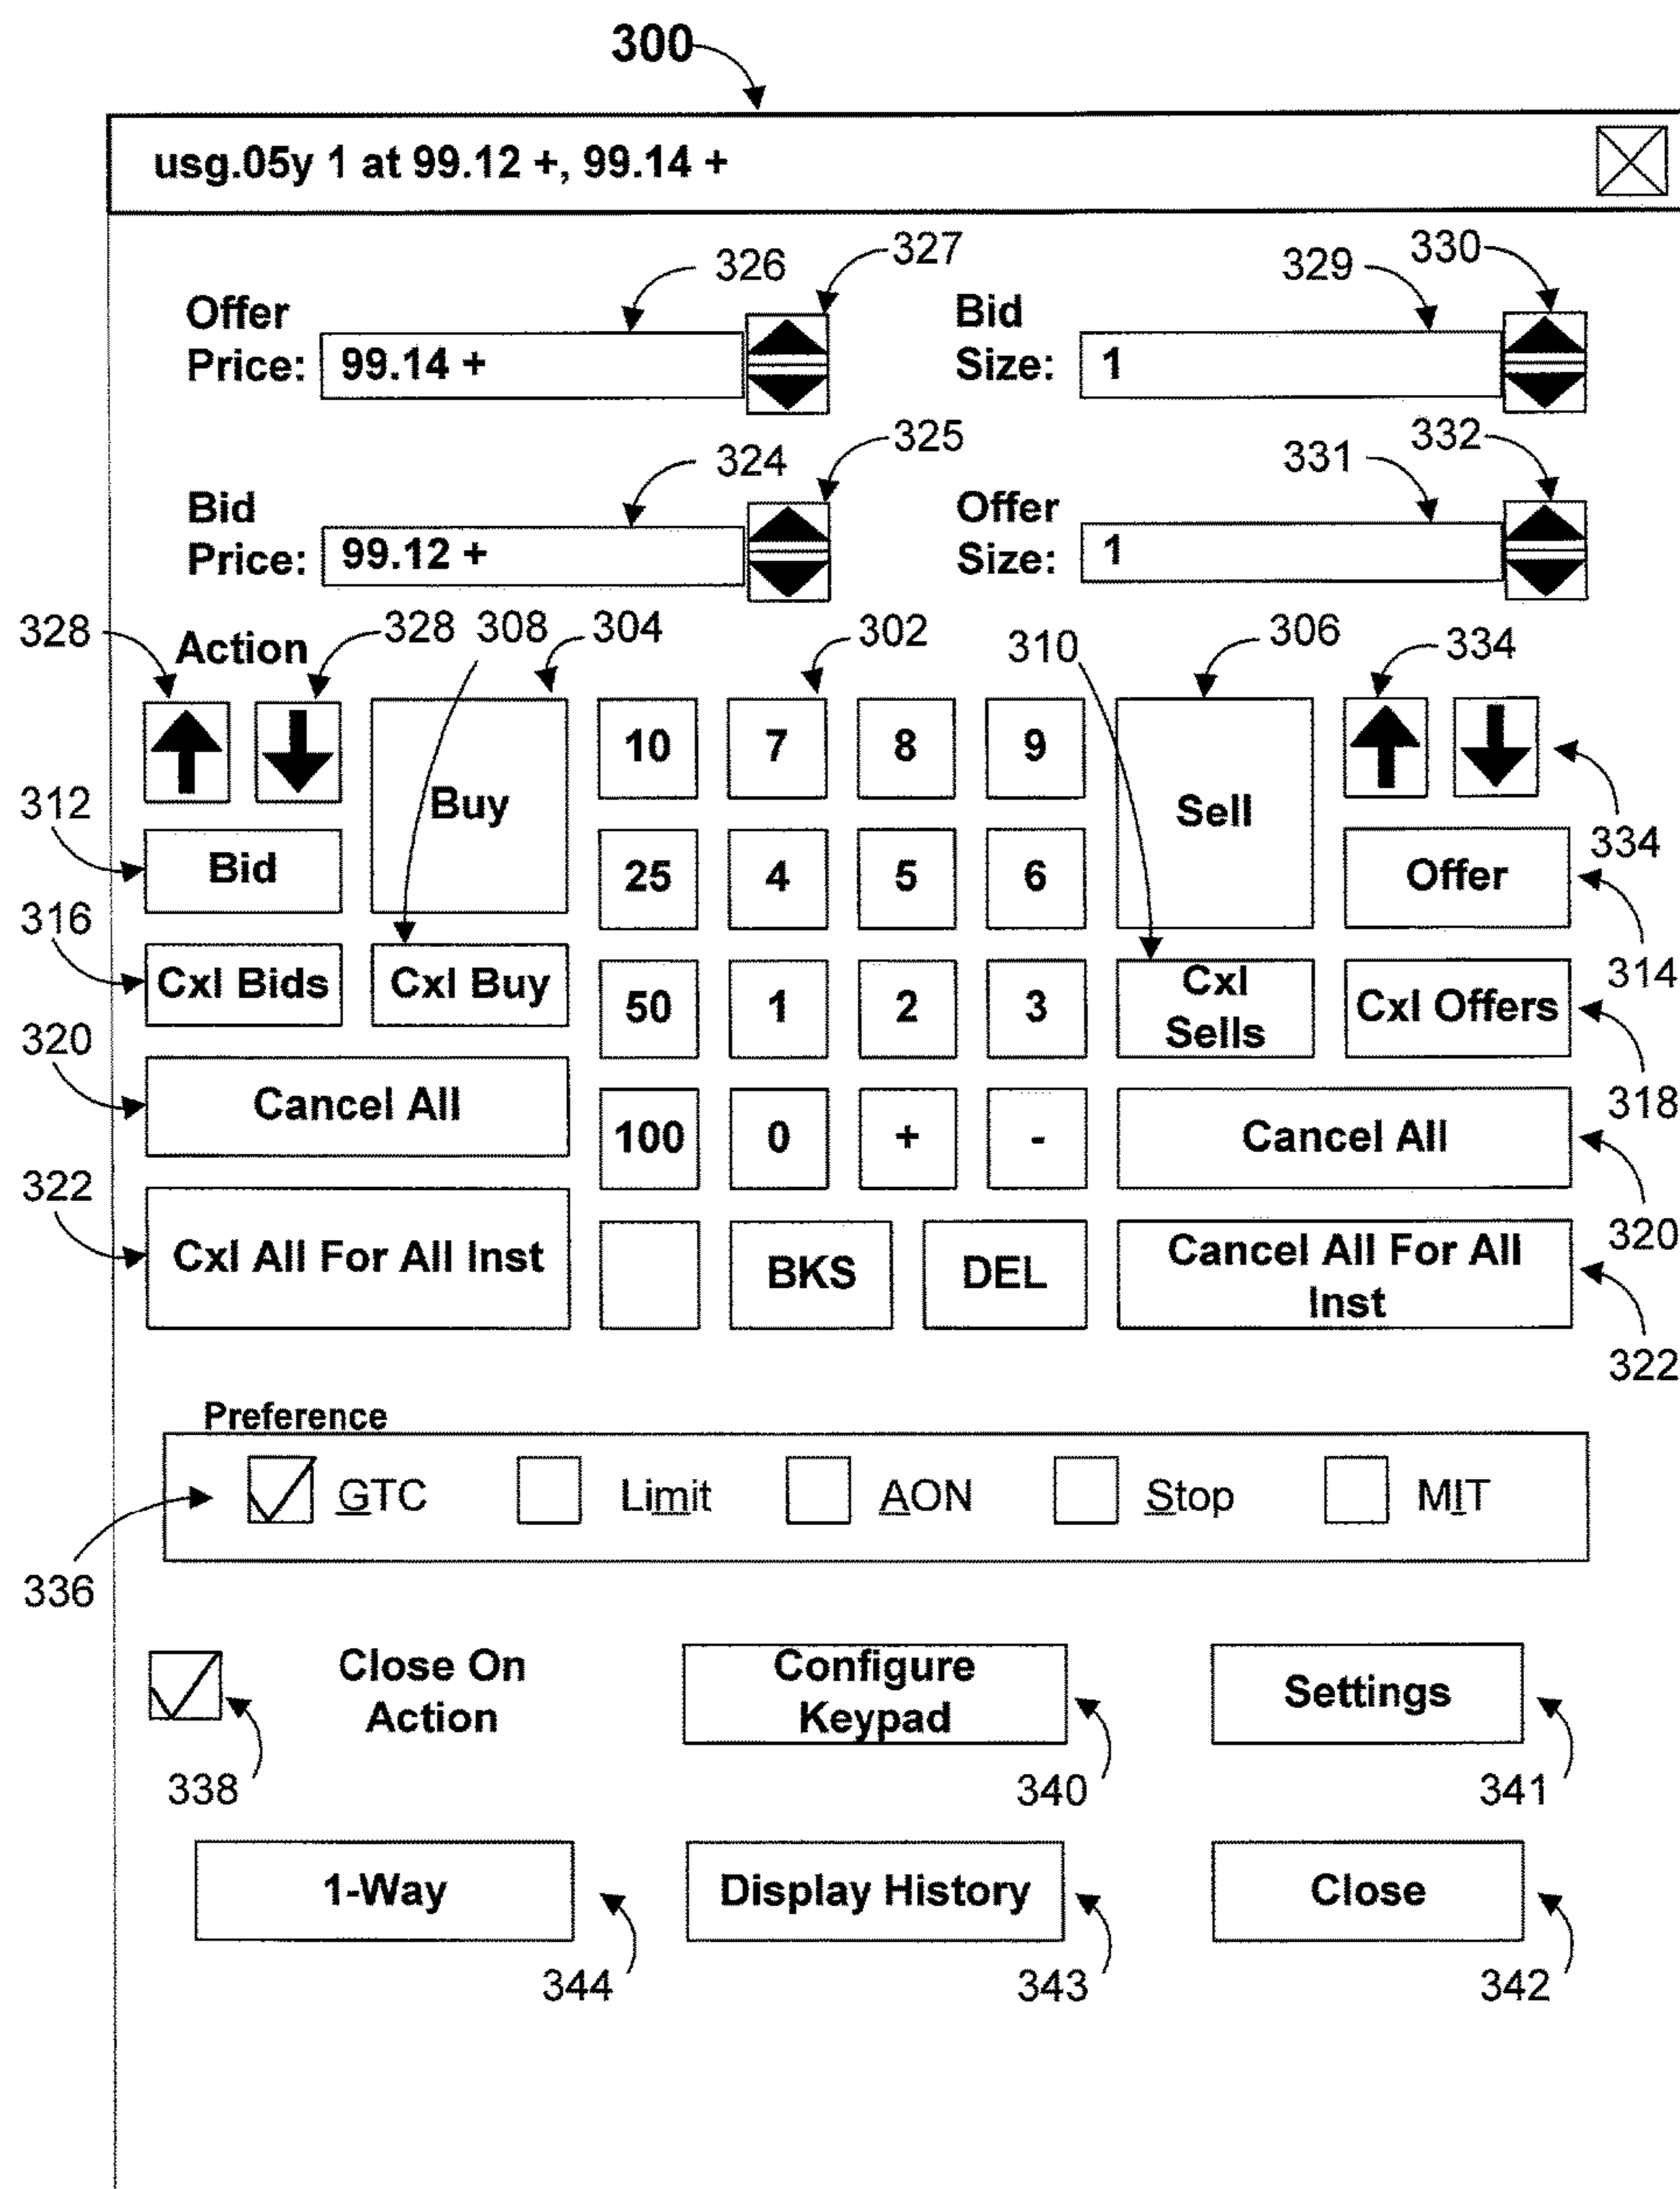 300
usg.05y 1 at 99.12 +, 99.14 +
326
327
329
330
Offer
Price:
99.14 +
Bid
Size:
1
324
325
331
332
Bid
Price:
99.12 +
Offer
Size:
1
328
Action
328
308
304
302
310
306
334
10
7
8
9
Buy
Sell
334
312
Bid
25
4
5
6
Offer
314
316
Cxl Bids
Cxl Buy
50
1
2
3
Cxl
Sells
Cxl Offers
318
320
Cancel All
100
0
+
-
Cancel All
320
322
Cxl All For All Inst
BKS
DEL
Cancel All For All
Inst
322
Preference
GTC
Limit
AON
Stop
MIT
336
Close On
Action
Configure
Keypad
Settings
338
340
341
1-Way
Display History
Close
344
343
342